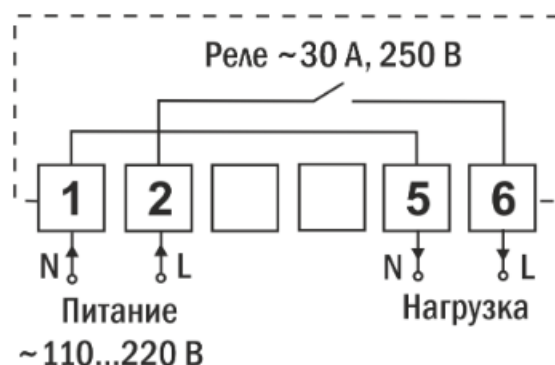 Реле ~30 А, 250 В
1 2 5 6
N L N L
Питание Нагрузка
~110...220 В